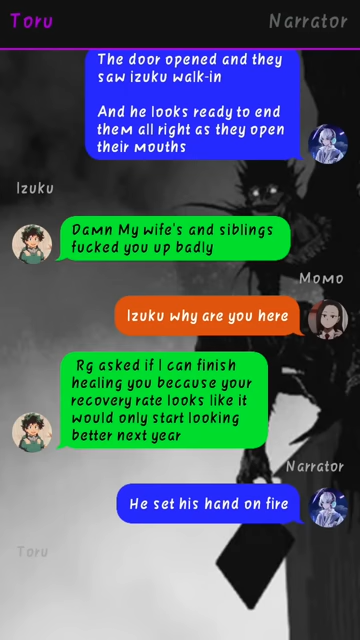 Toru
Narrator
The door opened and they
saw izuku walk-in
And he looks ready to end
them all right as they open
their mouths
Izuku
Damn My wife's and siblings
fucked you up badly
Momo
Izuku why are you here
Rg asked if I can finish
healing you because your
recovery rate looks like it
would only start looking
better next year
Narrator
He set his hand on fire
Toru